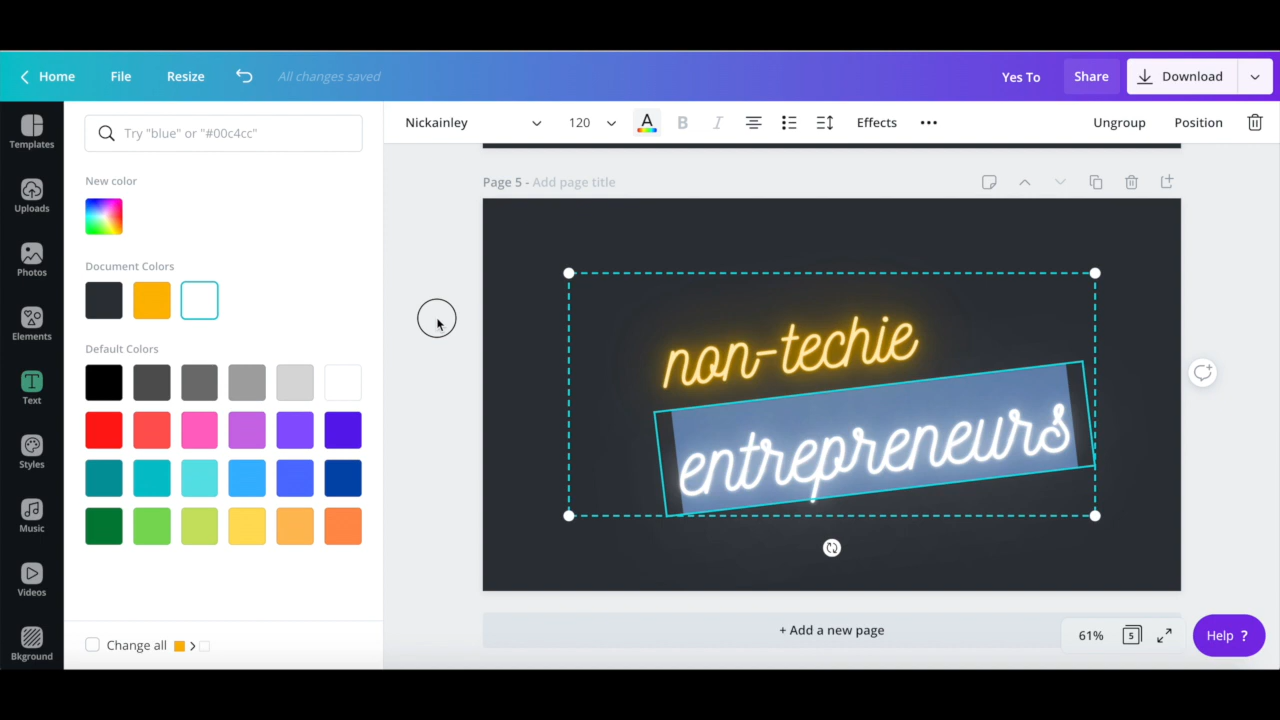 Home File Resize All changes saved Yes To Share Download
Templates
Uploads
Photos
Elements
Text
Styles
Music
Videos
Bkground
Try "blue" or "#00c4cc"
New color
Document Colors
Default Colors
Change all
Nickainley 120 A B I Effects Ungroup Position
Page 5 - Add page title
non-techie
entrepreneurs
+ Add a new page
61% 5 Help ?